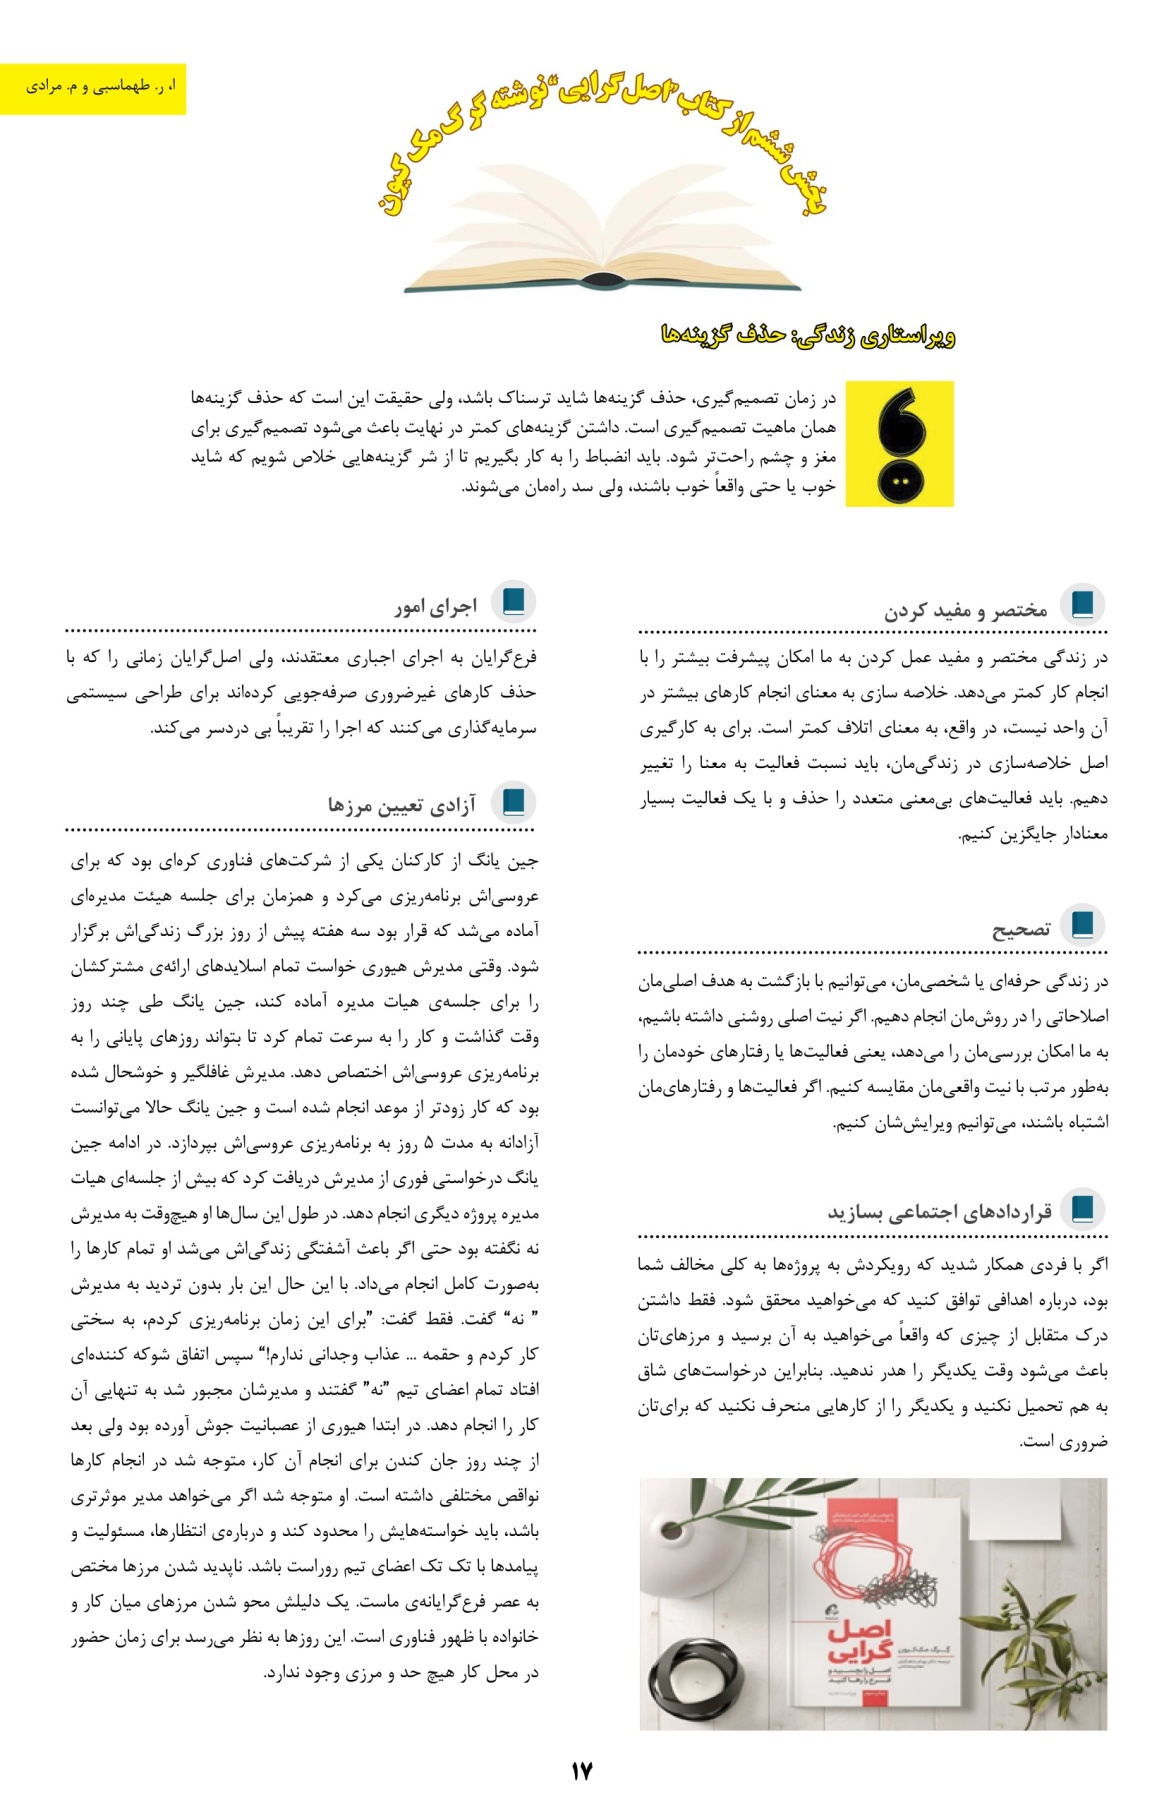 ا، ر. طهماسبی و م. مرادی
بخش ششم از کتاب "اصل‌گرایی" نوشته گرگ مک کیون
ویراستاری زندگی: حذف گزینه‌ها
در زمان تصمیم‌گیری، حذف گزینه‌ها شاید ترسناک باشد، ولی حقیقت این است که حذف گزینه‌ها
همان ماهیت تصمیم‌گیری است. داشتن گزینه‌های کمتر در نهایت باعث می‌شود تصمیم‌گیری برای
مغز و چشم راحت‌تر شود. باید انضباط را به کار بگیریم تا از شر گزینه‌هایی خلاص شویم که شاید
خوب یا حتی واقعاً خوب باشند، ولی سد راه‌مان می‌شوند.
مختصر و مفید کردن
در زندگی مختصر و مفید عمل کردن به ما امکان پیشرفت بیشتر را با
انجام کار کمتر می‌دهد. خلاصه سازی به معنای انجام کارهای بیشتر در
آن واحد نیست، در واقع، به معنای اتلاف کمتر است. برای به کارگیری
اصل خلاصه‌سازی در زندگی‌مان، باید نسبت فعالیت به معنا را تغییر
دهیم. باید فعالیت‌های بی‌معنی متعدد را حذف و با یک فعالیت بسیار
معنادار جایگزین کنیم.
تصحیح
در زندگی حرفه‌ای یا شخصی‌مان، می‌توانیم با بازگشت به هدف اصلی‌مان
اصلاحاتی را در روش‌مان انجام دهیم. اگر نیت اصلی روشنی داشته باشیم،
به ما امکان بررسی‌مان را می‌دهد، یعنی فعالیت‌ها یا رفتارهای خودمان را
به‌طور مرتب با نیت واقعی‌مان مقایسه کنیم. اگر فعالیت‌ها و رفتارهای‌مان
اشتباه باشند، می‌توانیم ویرایش‌شان کنیم.
قراردادهای اجتماعی بسازید
اگر با فردی همکار شدید که رویکردش به پروژه‌ها به کلی مخالف شما
بود، درباره اهدافی توافق کنید که می‌خواهید محقق شود. فقط داشتن
درک متقابل از چیزی که واقعاً می‌خواهید به آن برسید و مرزهای‌تان
باعث می‌شود وقت یکدیگر را هدر ندهید. بنابراین درخواست‌های شاق
به هم تحمیل نکنید و یکدیگر را از کارهایی منحرف نکنید که برای‌تان
ضروری است.
اصل
گرایی
گرگ مک‌کیون
اصل را بچسبید و
فرع را رها کنید
اجرای امور
فرع‌گرایان به اجرای اجباری معتقدند، ولی اصل‌گرایان زمانی را که با
حذف کارهای غیرضروری صرفه‌جویی کرده‌اند برای طراحی سیستمی
سرمایه‌گذاری می‌کنند که اجرا را تقریباً بی دردسر می‌کند.
آزادی تعیین مرزها
جین یانگ از کارکنان یکی از شرکت‌های فناوری کره‌ای بود که برای
عروسی‌اش برنامه‌ریزی می‌کرد و همزمان برای جلسه هیئت مدیره‌ای
آماده می‌شد که قرار بود سه هفته پیش از روز بزرگ زندگی‌اش برگزار
شود. وقتی مدیرش هیوری خواست تمام اسلایدهای ارائه‌ی مشترکشان
را برای جلسه‌ی هیات مدیره آماده کند، جین یانگ طی چند روز
وقت گذاشت و کار را به سرعت تمام کرد تا بتواند روزهای پایانی را به
برنامه‌ریزی عروسی‌اش اختصاص دهد. مدیرش غافلگیر و خوشحال شده
بود که کار زودتر از موعد انجام شده است و جین یانگ حالا می‌توانست
آزادانه به مدت ۵ روز به برنامه‌ریزی عروسی‌اش بپردازد. در ادامه جین
یانگ درخواستی فوری از مدیرش دریافت کرد که بیش از جلسه‌ای هیات
مدیره پروژه دیگری انجام دهد. در طول این سال‌ها او هیچ‌وقت به مدیرش
نه نگفته بود حتی اگر باعث آشفتگی زندگی‌اش می‌شد او تمام کارها را
به‌صورت کامل انجام می‌داد. با این حال این بار بدون تردید به مدیرش
" نه" گفت. فقط گفت: "برای این زمان برنامه‌ریزی کردم، به سختی
کار کردم و حقمه ... عذاب وجدانی ندارم!" سپس اتفاق شوکه کننده‌ای
افتاد تمام اعضای تیم "نه" گفتند و مدیرشان مجبور شد به تنهایی آن
کار را انجام دهد. در ابتدا هیوری از عصبانیت جوش آورده بود ولی بعد
از چند روز جان کندن برای انجام آن کار، متوجه شد در انجام کارها
نواقص مختلفی داشته است. او متوجه شد اگر می‌خواهد مدیر موثرتری
باشد، باید خواسته‌هایش را محدود کند و درباره‌ی انتظارها، مسئولیت و
پیامدها با تک تک اعضای تیم روراست باشد. ناپدید شدن مرزها مختص
به عصر فرع‌گرایانه‌ی ماست. یک دلیلش محو شدن مرزهای میان کار و
خانواده با ظهور فناوری است. این روزها به نظر می‌رسد برای زمان حضور
در محل کار هیچ حد و مرزی وجود ندارد.
۱۷